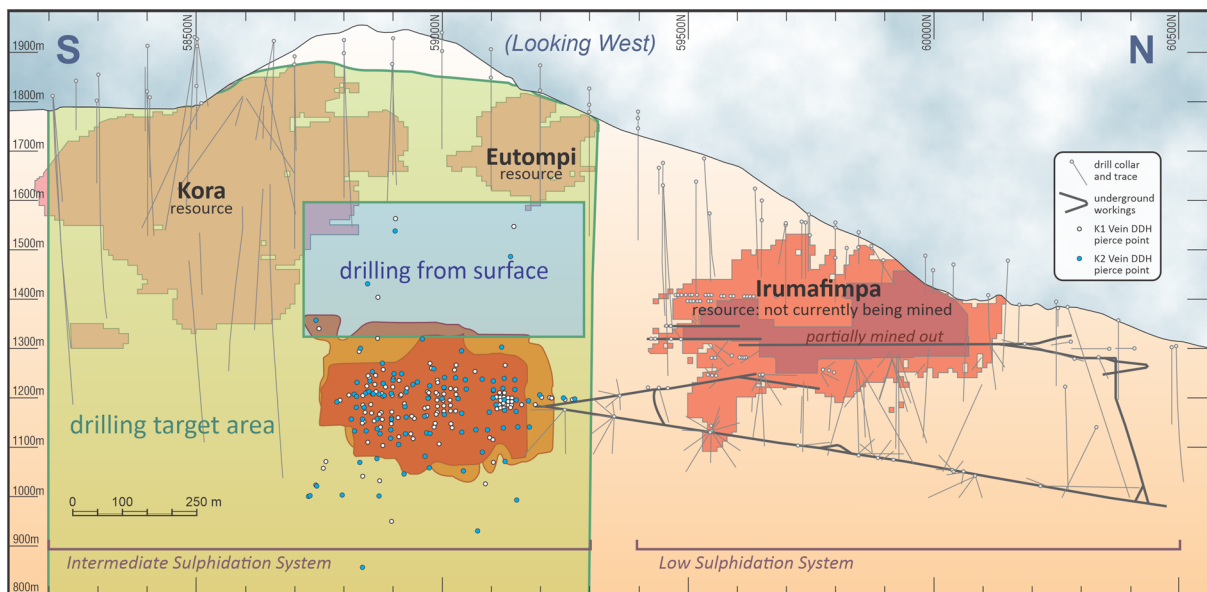 S
(Looking West)
N
58500N
59000N
59500N
60000N
60500N
1900m
1800m
1700m
1600m
1500m
1400m
1300m
1200m
1100m
1000m
900m
800m
Kora
resource
Eutompi
resource
drilling from surface
drilling target area
Irumafimpa
resource: not currently being mined
partially mined out
drill collar
and trace
underground
workings
K1 Vein DDH
pierce point
K2 Vein DDH
pierce point
0 100 250 m
Intermediate Sulphidation System
Low Sulphidation System